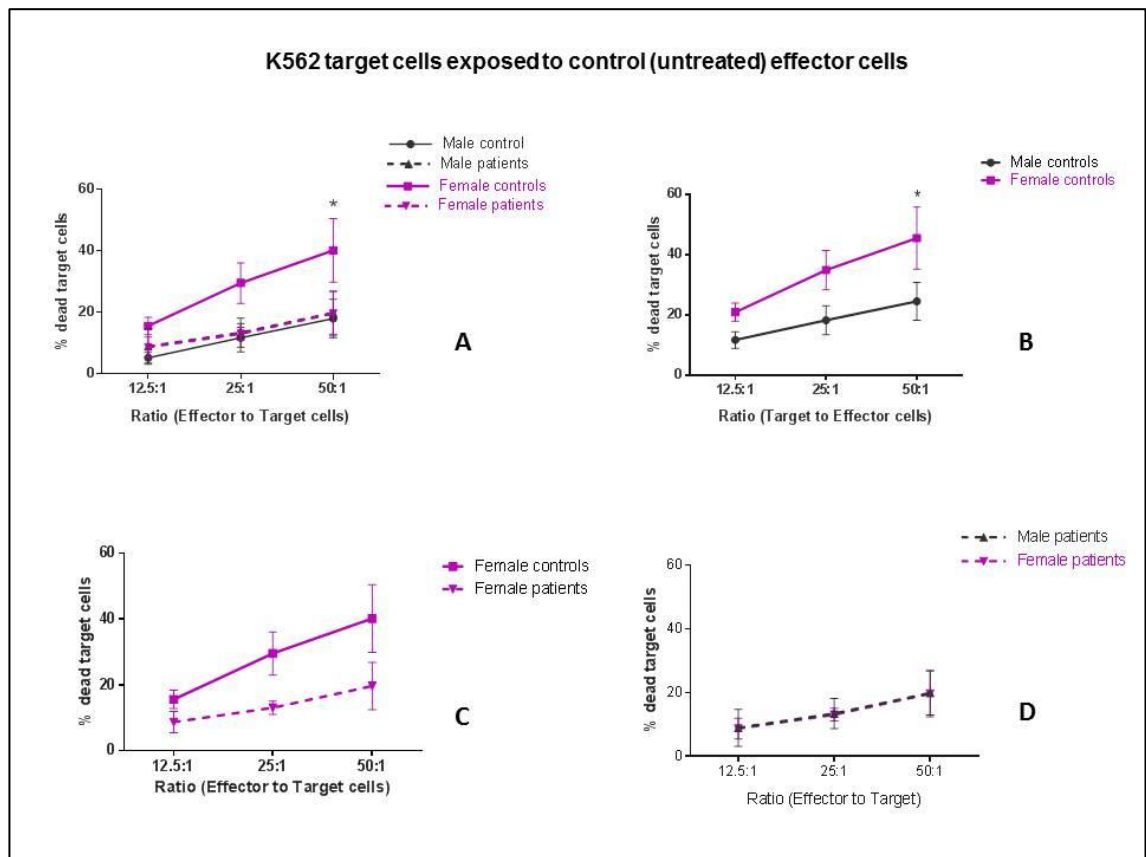 K562 target cells exposed to control (untreated) effector cells
Male control
Male patients
Female controls
Female patients
60
40
20
0
% dead target cells
*
12.5:1 25:1 50:1
Ratio (Effector to Target cells)
A
Male controls
Female controls
60
40
20
0
% dead target cells
*
12.5:1 25:1 50:1
Ratio (Target to Effector cells)
B
Female controls
Female patients
60
40
20
0
% dead target cells
12.5:1 25:1 50:1
Ratio (Effector to Target cells)
C
Male patients
Female patients
60
40
20
0
% dead target cells
12.5:1 25:1 50:1
Ratio (Effector to Target)
D